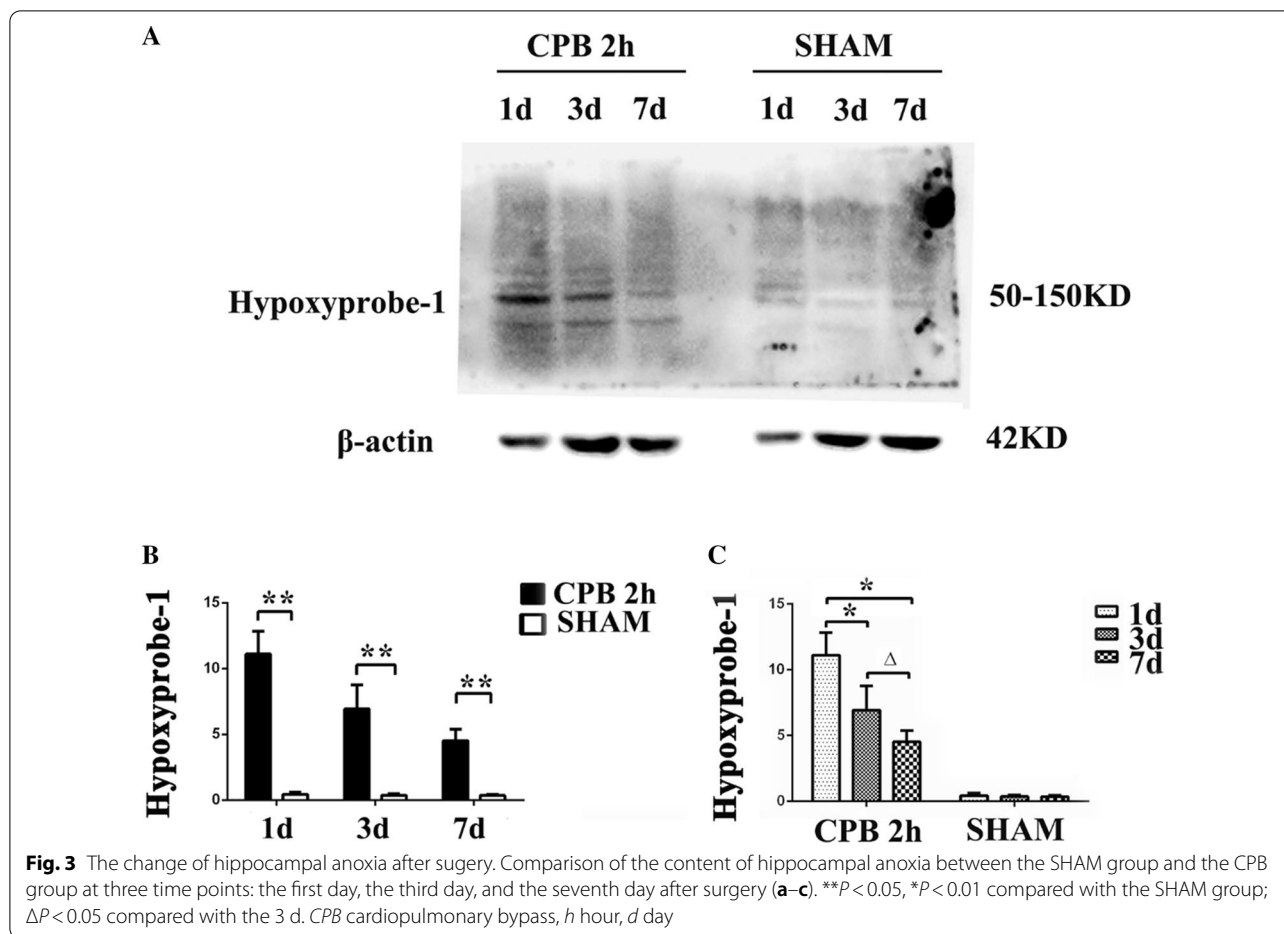 A
CPB 2h SHAM
1d 3d 7d 1d 3d 7d
Hypoxyprobe-1 50-150KD
β-actin 42KD
B
Hypoxyprobe-1
15
10
5
0
** ** **
CPB 2h
SHAM
1d 3d 7d
C
Hypoxyprobe-1
15
10
5
0
*
*
Δ
1d
3d
7d
CPB 2h SHAM
Fig. 3 The change of hippocampal anoxia after sugery. Comparison of the content of hippocampal anoxia between the SHAM group and the CPB
group at three time points: the first day, the third day, and the seventh day after surgery (a–c). **P < 0.05, *P < 0.01 compared with the SHAM group;
ΔP < 0.05 compared with the 3 d. CPB cardiopulmonary bypass, h hour, d day